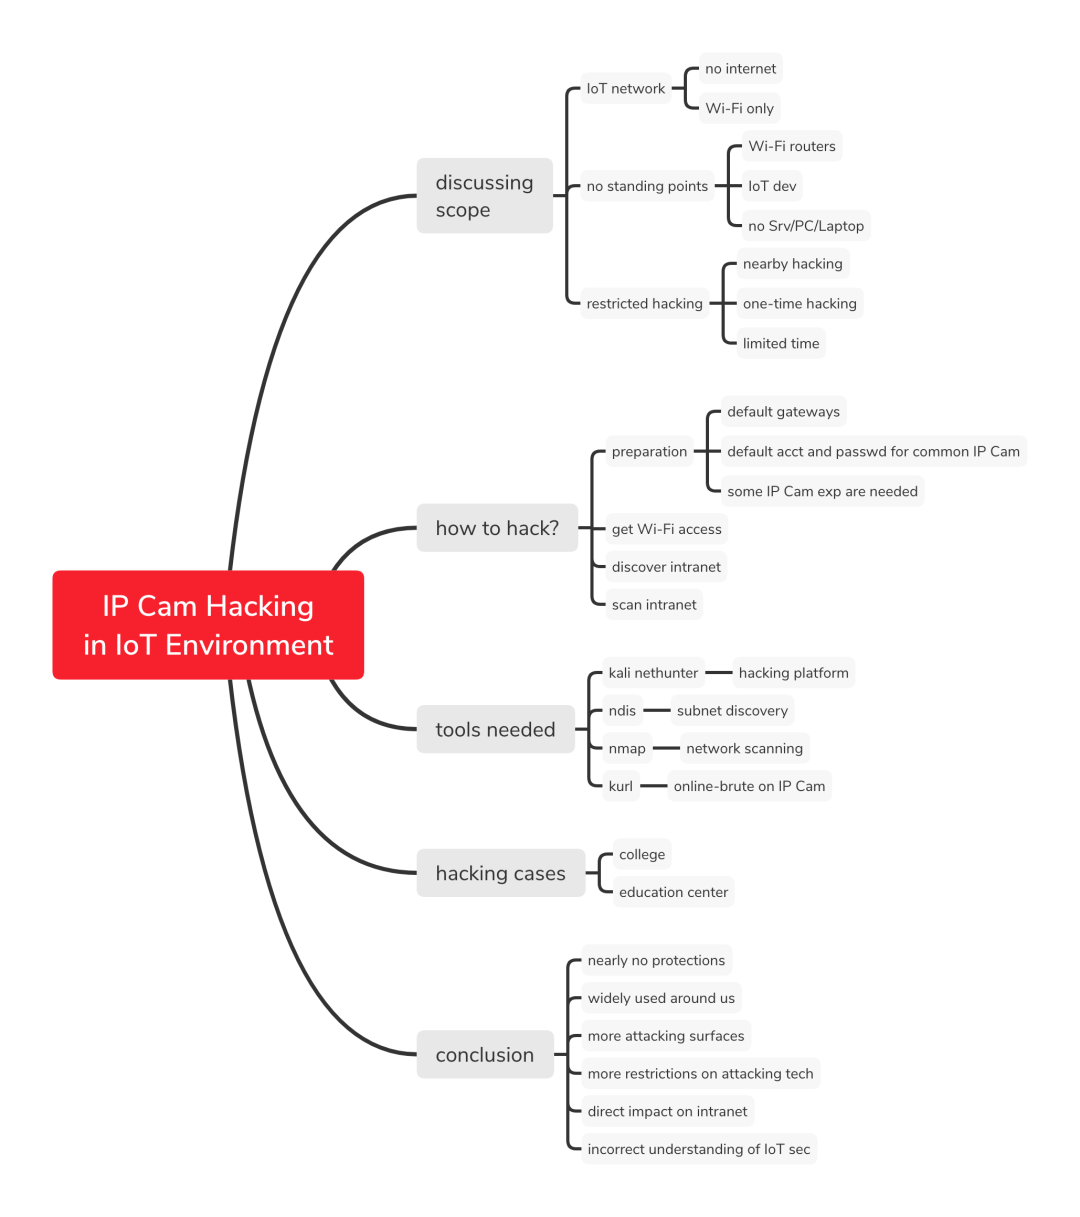 IP Cam Hacking
in IoT Environment
discussing
scope
IoT network
no internet
Wi-Fi only
no standing points
Wi-Fi routers
IoT dev
no Srv/PC/Laptop
restricted hacking
nearby hacking
one-time hacking
limited time
how to hack?
preparation
default gateways
default acct and passwd for common IP Cam
some IP Cam exp are needed
get Wi-Fi access
discover intranet
scan intranet
tools needed
kali nethunter
hacking platform
ndis
subnet discovery
nmap
network scanning
kurl
online-brute on IP Cam
hacking cases
college
education center
conclusion
nearly no protections
widely used around us
more attacking surfaces
more restrictions on attacking tech
direct impact on intranet
incorrect understanding of IoT sec